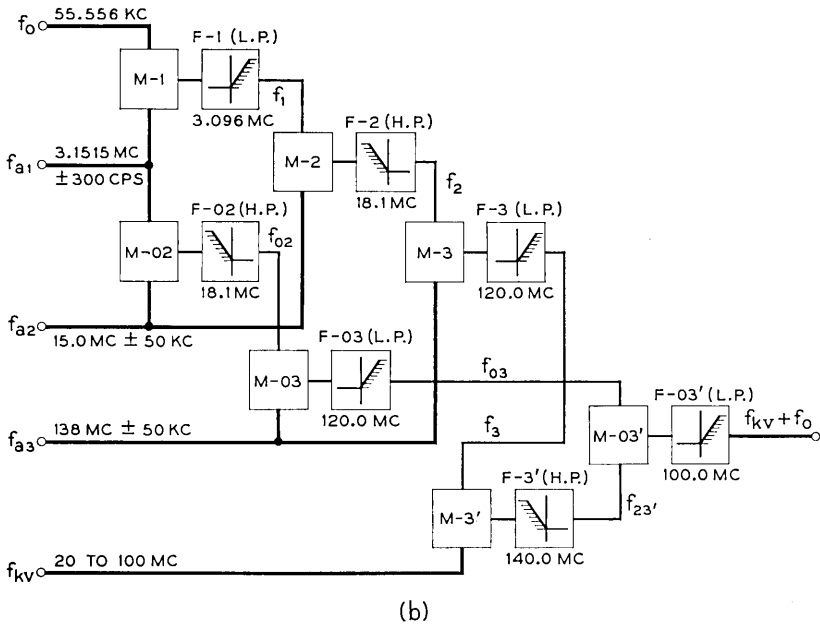 fo 55.556 KC
F-1 (L.P.)
M-1
f1
3.096 MC
F-2 (H.P.)
fa1 3.1515 MC
±300 CPS
M-2
f2
18.1 MC
F-02 (H.P.)
F-3 (L.P.)
f02
M-02
M-3
18.1 MC
120.0 MC
fa2 15.0 MC ± 50 KC
F-03 (L.P.)
M-03
f03
F-03′ (L.P.)
120.0 MC
fa3 138 MC ± 50 KC
f3
M-03′
fkv + fo
F-3′ (H.P.)
100.0 MC
M-3′
f23′
140.0 MC
fkv 20 TO 100 MC
(b)